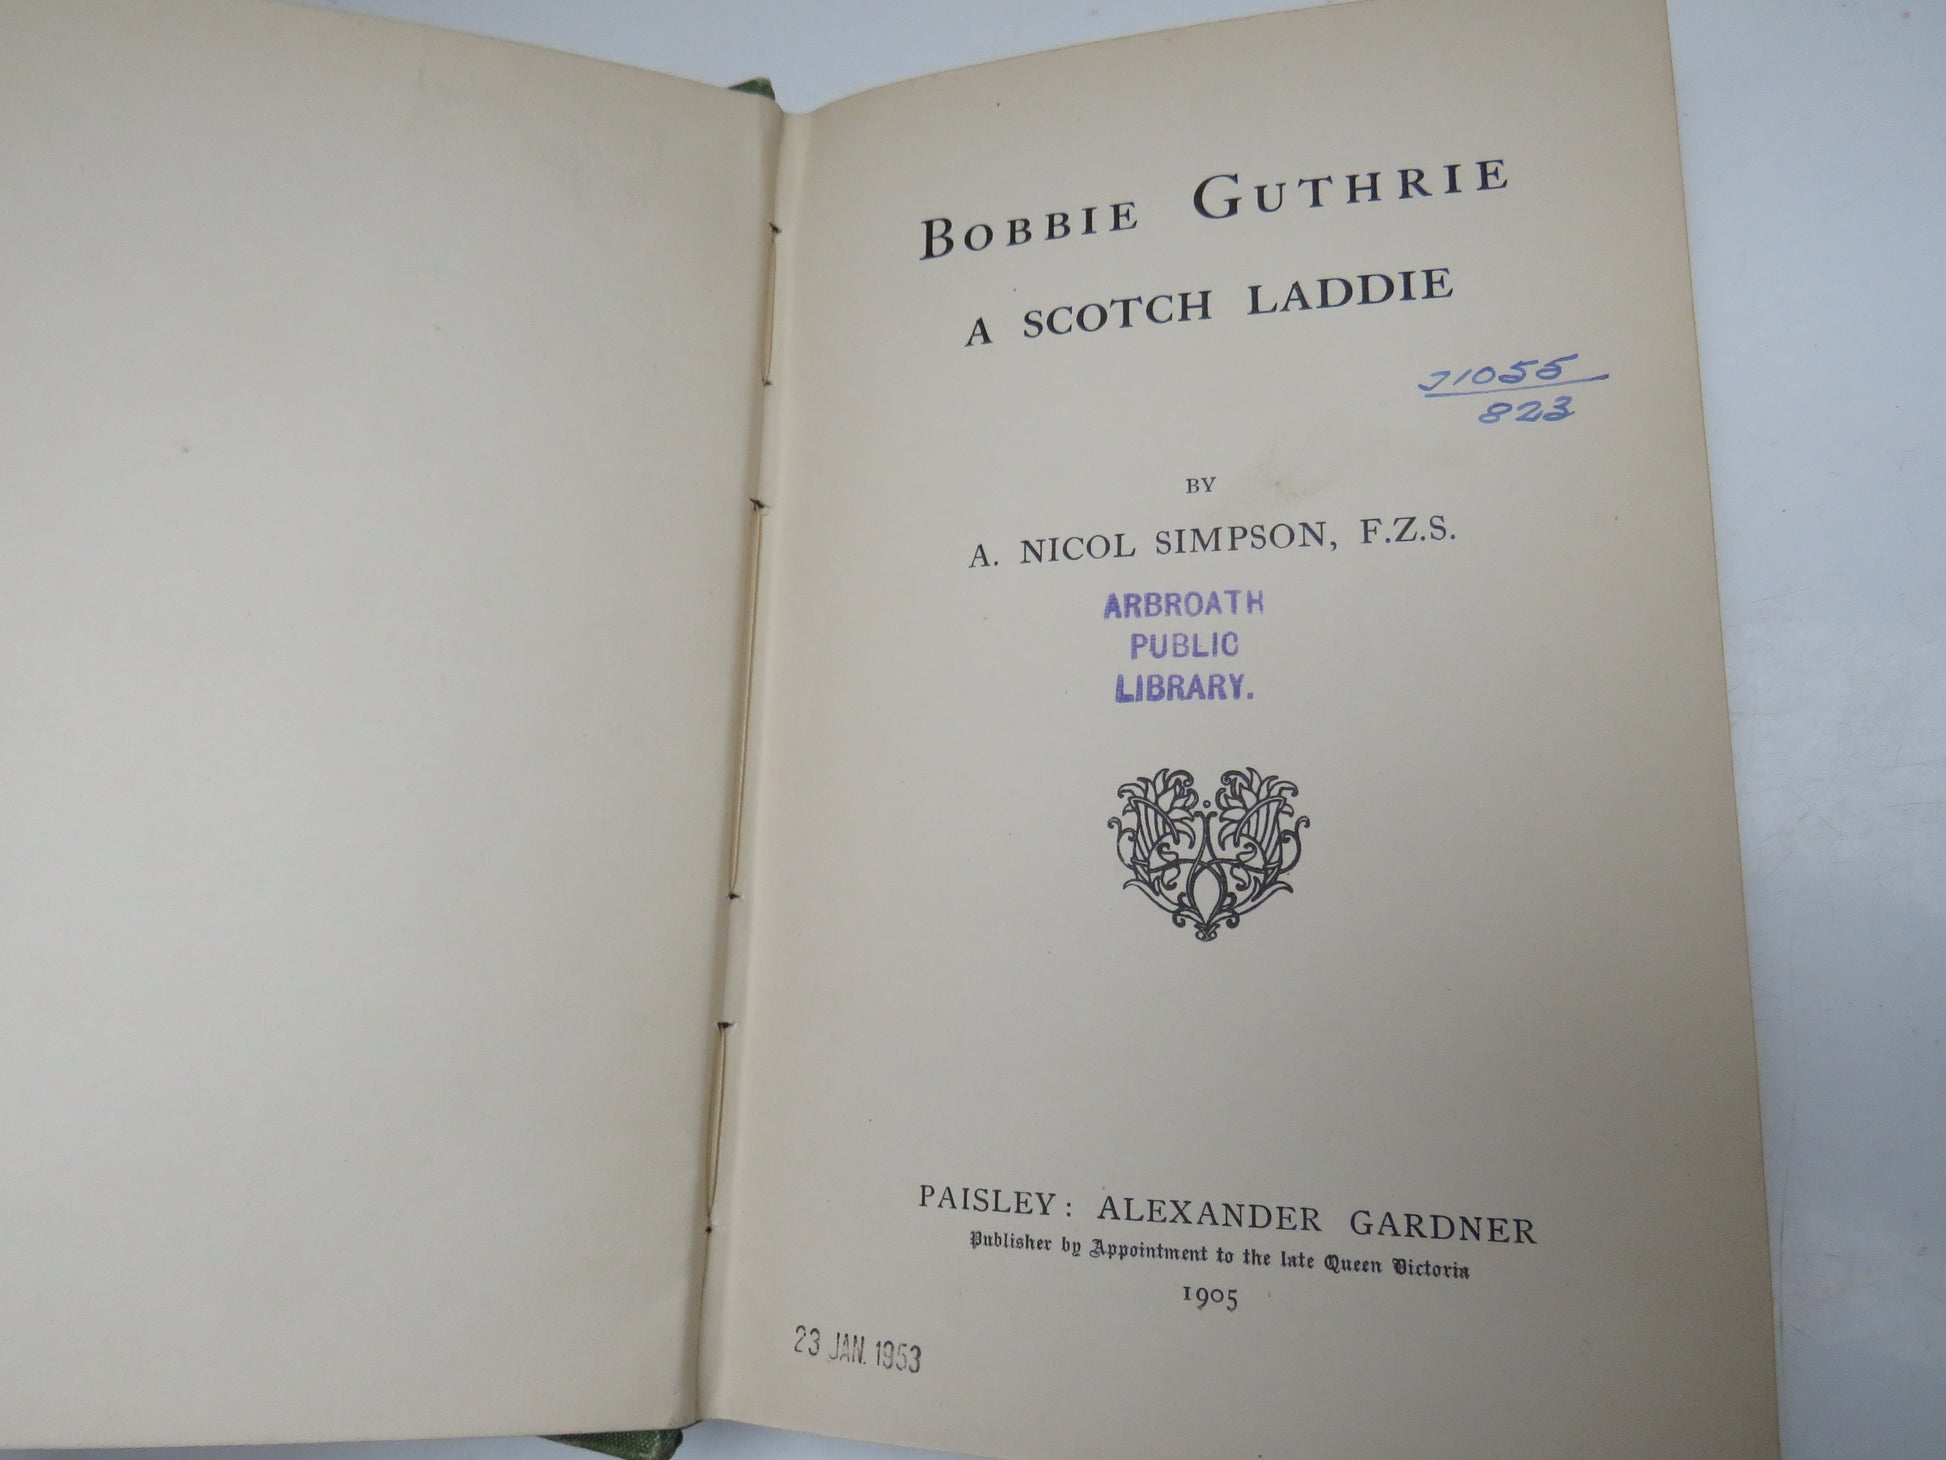 BOBBIE GUTHRIE
A SCOTCH LADDIE
71055
823
BY
A. NICOL SIMPSON, F.Z.S.
ARBROATH
PUBLIC
LIBRARY.
PAISLEY: ALEXANDER GARDNER
Publisher by Appointment to the late Queen Victoria
1905
23 JAN. 1953